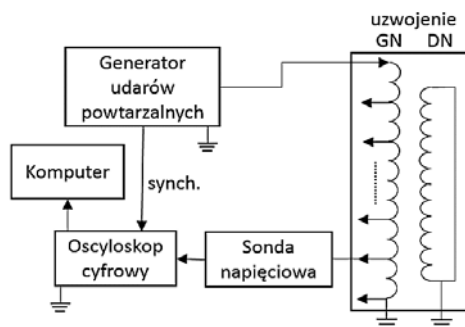 uzwojenie
GN DN
Generator
udarów
powtarzalnych
Komputer
synch.
Oscyloskop
cyfrowy
Sonda
napięciowa